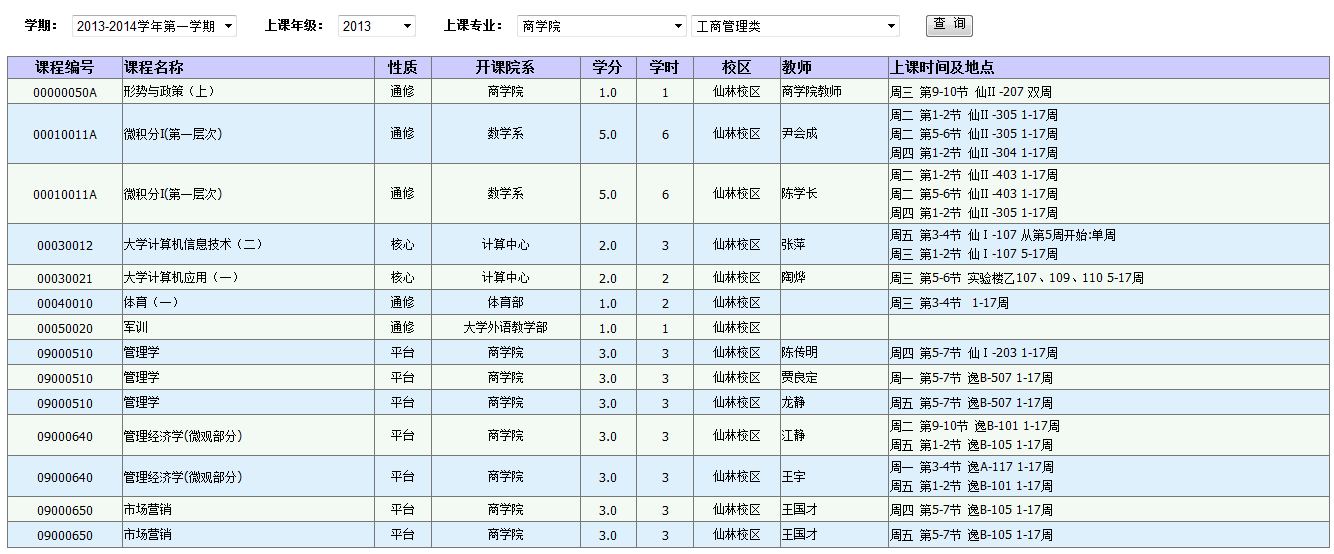 学期： 2013-2014学年第一学期 上课年级： 2013 上课专业： 商学院 工商管理类 查 询
课程编号 课程名称 性质 开课院系 学分 学时 校区 教师 上课时间及地点
00000050A 形势与政策（上） 通修 商学院 1.0 1 仙林校区 商学院教师 周三 第9-10节 仙II -207 双周
00010011A 微积分I(第一层次) 通修 数学系 5.0 6 仙林校区 尹会成 周二 第1-2节 仙II -305 1-17周
周二 第5-6节 仙II -305 1-17周
周四 第1-2节 仙II -304 1-17周
00010011A 微积分I(第一层次) 通修 数学系 5.0 6 仙林校区 陈学长 周二 第1-2节 仙II -403 1-17周
周二 第5-6节 仙II -403 1-17周
周四 第1-2节 仙II -305 1-17周
00030012 大学计算机信息技术（二） 核心 计算中心 2.0 3 仙林校区 张萍 周五 第3-4节 仙Ⅰ-107 从第5周开始:单周
周三 第1-2节 仙Ⅰ-107 5-17周
00030021 大学计算机应用（一） 核心 计算中心 2.0 2 仙林校区 陶烨 周三 第5-6节 实验楼乙107、109、110 5-17周
00040010 体育（一） 通修 体育部 1.0 2 仙林校区 周三 第3-4节 1-17周
00050020 军训 通修 大学外语教学部 1.0 1 仙林校区
09000510 管理学 平台 商学院 3.0 3 仙林校区 陈传明 周四 第5-7节 仙Ⅰ-203 1-17周
09000510 管理学 平台 商学院 3.0 3 仙林校区 贾良定 周一 第5-7节 逸B-507 1-17周
09000510 管理学 平台 商学院 3.0 3 仙林校区 龙静 周五 第5-7节 逸B-507 1-17周
09000640 管理经济学(微观部分) 平台 商学院 3.0 3 仙林校区 江静 周二 第9-10节 逸B-101 1-17周
周五 第1-2节 逸B-105 1-17周
09000640 管理经济学(微观部分) 平台 商学院 3.0 3 仙林校区 王宇 周一 第3-4节 逸A-117 1-17周
周五 第1-2节 逸B-101 1-17周
09000650 市场营销 平台 商学院 3.0 3 仙林校区 王国才 周四 第5-7节 逸B-105 1-17周
09000650 市场营销 平台 商学院 3.0 3 仙林校区 王国才 周五 第5-7节 逸B-105 1-17周